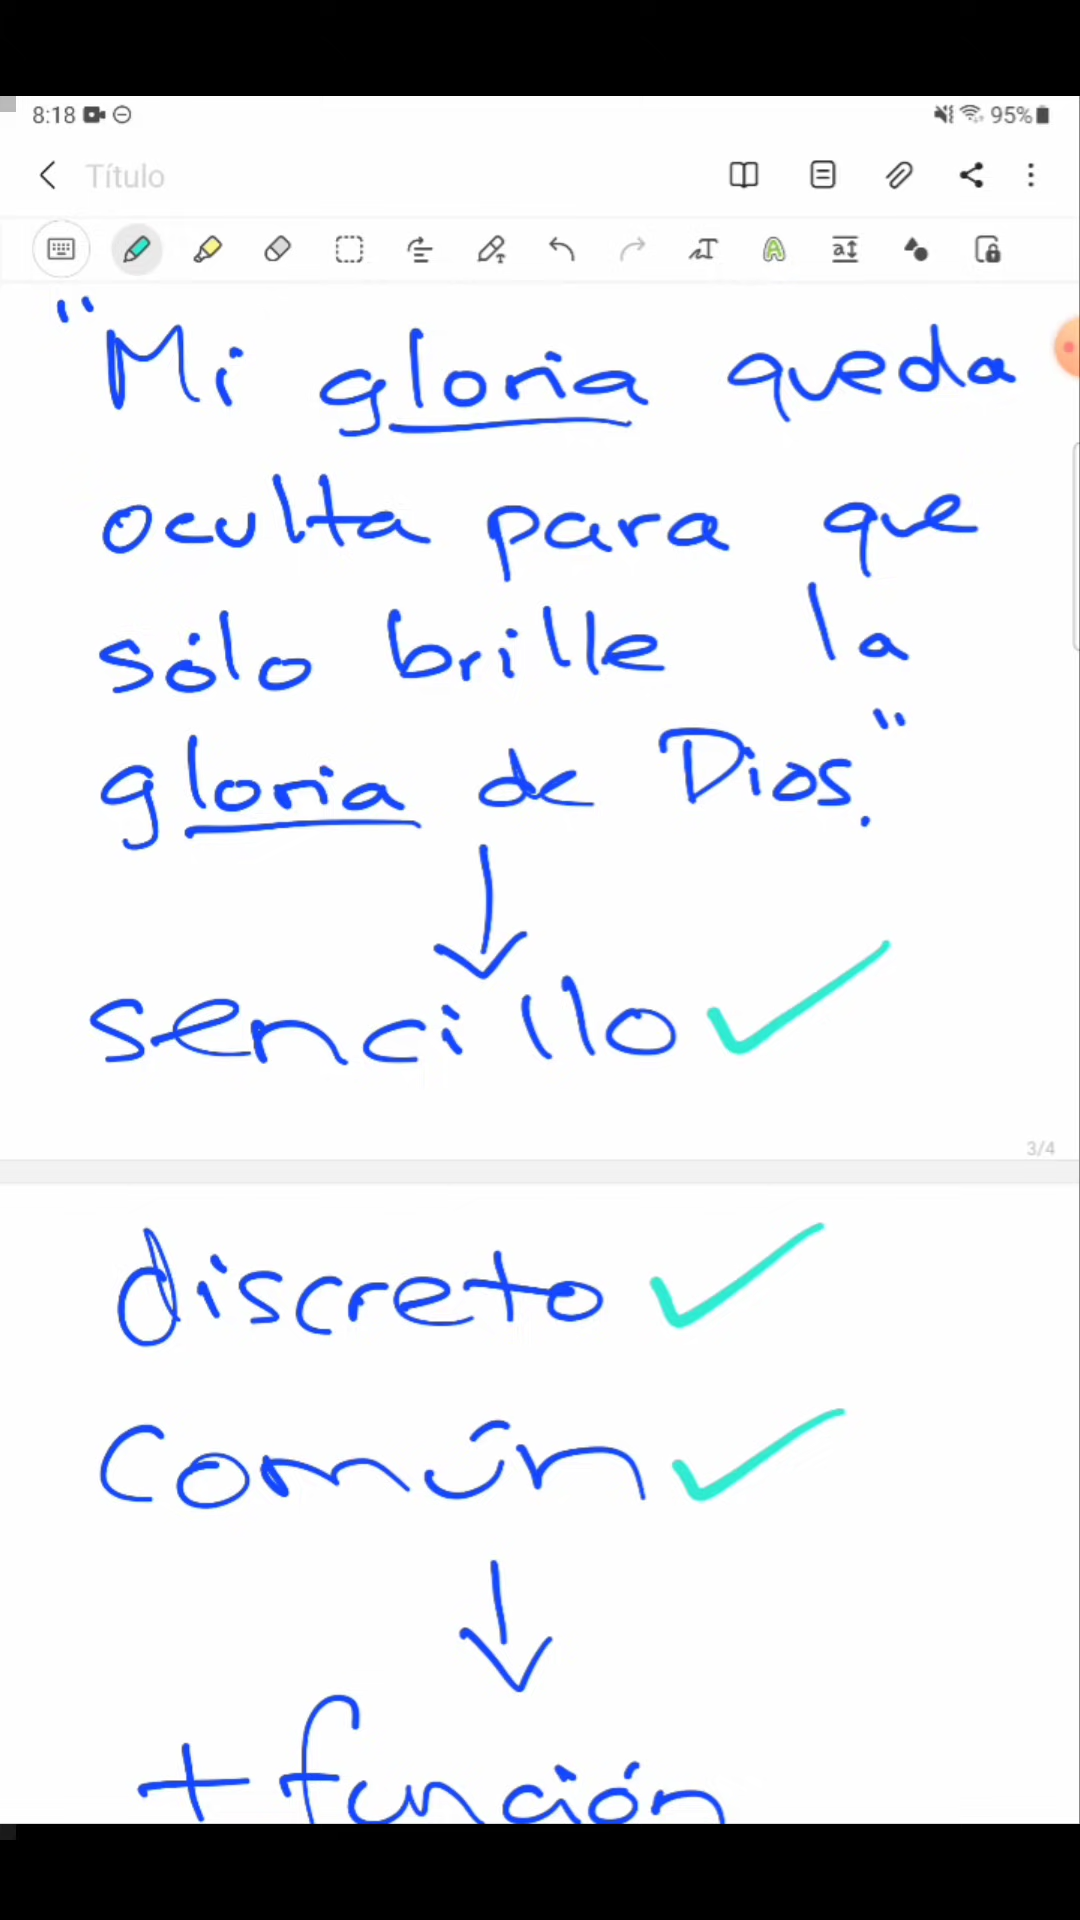 8:18 95%
Título
"Mi gloria queda
oculta para que
sólo brille la
gloria de Dios."
sencillo
3/4
discreto
común
+ función